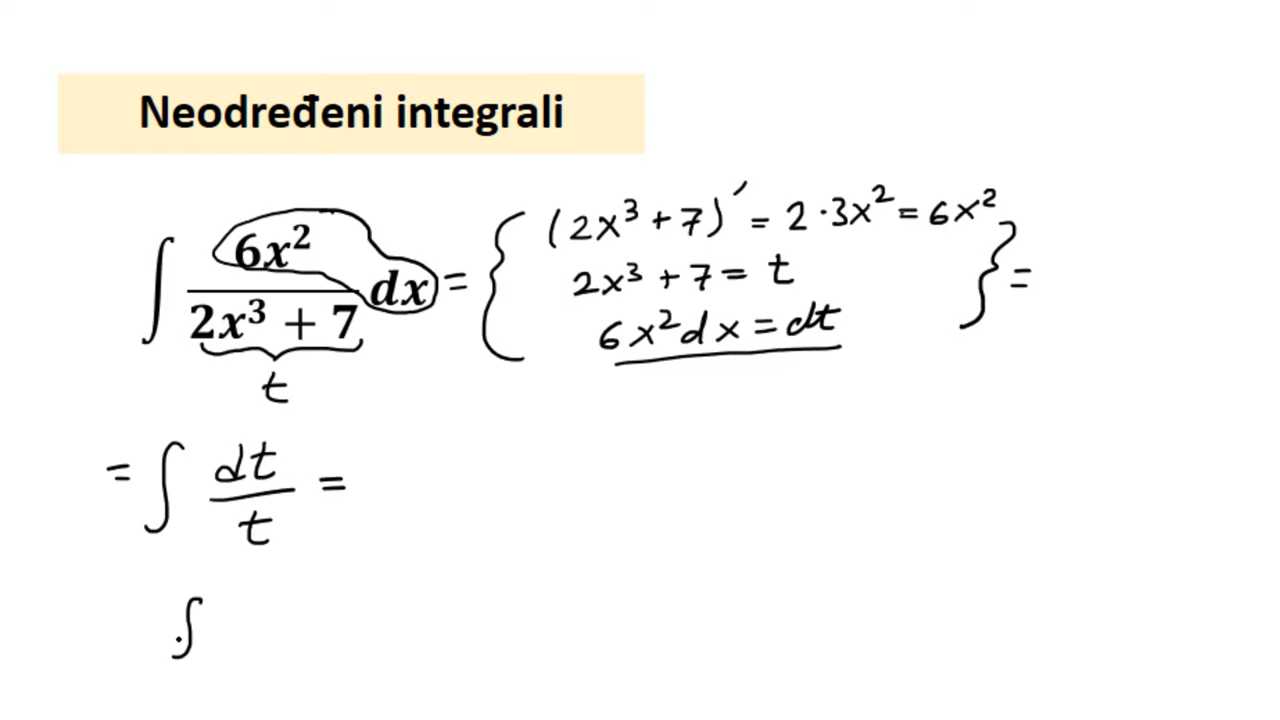 Neodređeni integrali
∫ 6x²/(2x³ + 7) dx = { (2x³ + 7)′ = 2 · 3x² = 6x²
2x³ + 7 = t
6x²dx = dt } =
t
= ∫ dt/t =
∫